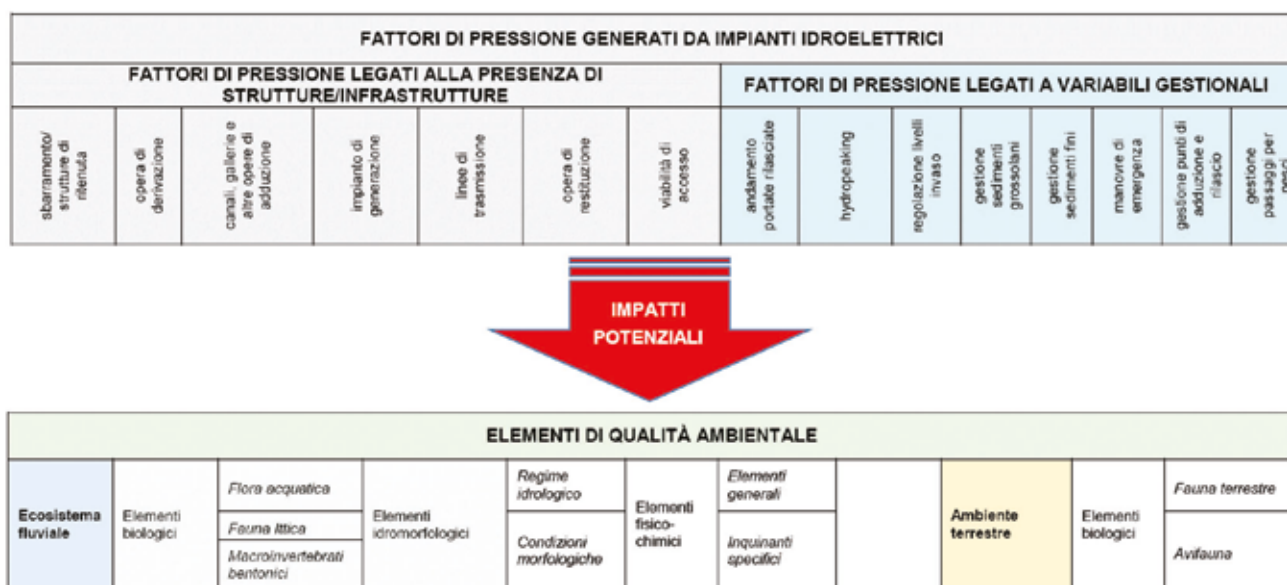 FATTORI DI PRESSIONE GENERATI DA IMPIANTI IDROELETTRICI
FATTORI DI PRESSIONE LEGATI ALLA PRESENZA DI
STRUTTURE/INFRASTRUTTURE
FATTORI DI PRESSIONE LEGATI A VARIABILI GESTIONALI
sbarramento/
strutture di
ritenuta
opera di
derivazione
canali, gallerie e
altre opere di
adduzione
impianto di
generazione
linee di
trasmissione
opera di
restituzione
viabilità di
accesso
andamento
portate rilasciate
hydropeaking
regolazione livelli
invaso
gestione
sedimenti
grossolani
gestione
sedimenti fini
manovre di
emergenza
gestione punti di
adduzione e
rilascio
gestione
passaggi per
IMPATTI
POTENZIALI
ELEMENTI DI QUALITÀ AMBIENTALE
Ecosistema
fluviale
Elementi
biologici
Flora acquatica
Fauna Ittica
Macroinvertebrati
bentonici
Elementi
idromorfologici
Regime
idrologico
Condizioni
morfologiche
Elementi
fisico-
chimici
Elementi
generali
Inquinanti
specifici
Ambiente
terrestre
Elementi
biologici
Fauna terrestre
Avifauna